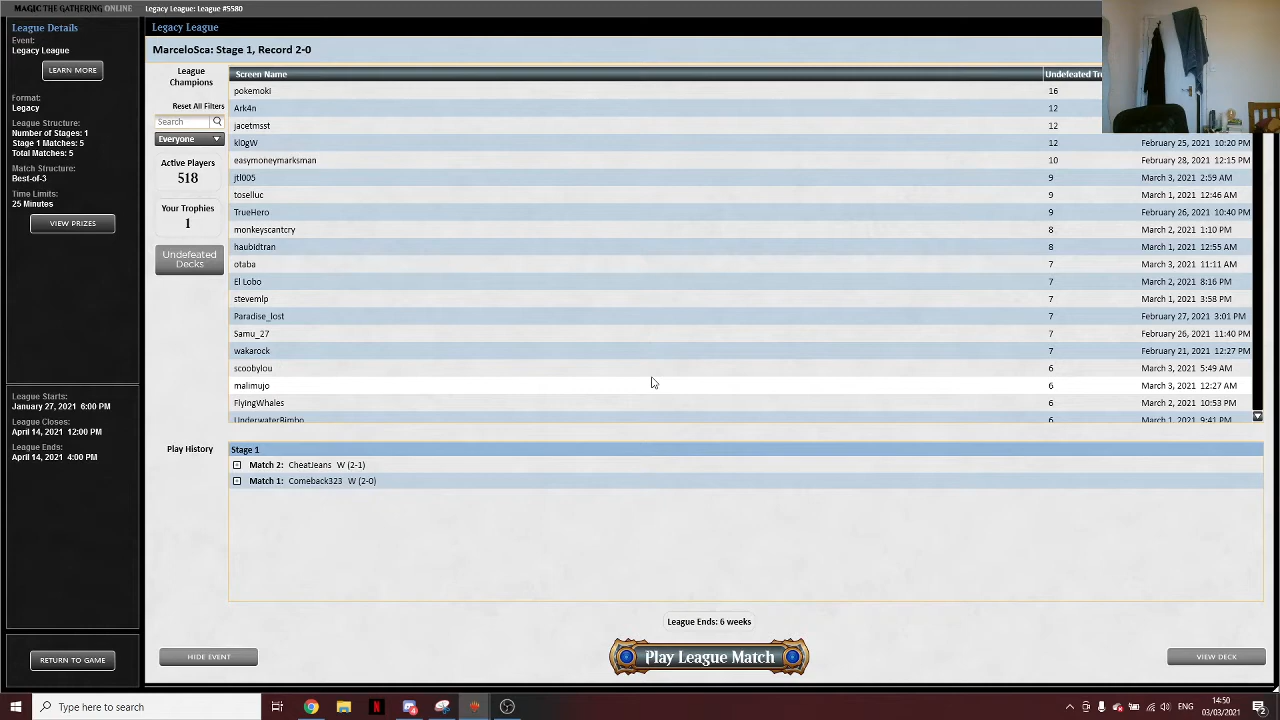 MAGIC THE GATHERING ONLINE
Legacy League: League #5580
League Details
Event:
Legacy League
LEARN MORE
Format:
Legacy
League Structure:
Number of Stages: 1
Stage 1 Matches: 5
Total Matches: 5
Match Structure:
Best-of-3
Time Limits:
25 Minutes
VIEW PRIZES
League Starts:
January 27, 2021 6:00 PM
League Closes:
April 14, 2021 12:00 PM
League Ends:
April 14, 2021 4:00 PM
RETURN TO GAME
Legacy League
MarceloSca: Stage 1, Record 2-0
League
Champions
Reset All Filters
Search
Everyone
Active Players
518
Your Trophies
1
Undefeated
Decks
Screen Name Undefeated Tro
pokemoki 16
Ark4n 12
jacetmsst 12
kl0gW 12 February 25, 2021 10:20 PM
easymoneymarksman 10 February 28, 2021 12:15 PM
jtl005 9 March 3, 2021 2:59 AM
toselluc 9 March 1, 2021 12:46 AM
TrueHero 9 February 26, 2021 10:40 PM
monkeyscantcry 8 March 2, 2021 1:10 PM
haubidtran 8 March 1, 2021 12:55 AM
otaba 7 March 3, 2021 11:11 AM
El Lobo 7 March 2, 2021 8:16 PM
stevemlp 7 March 1, 2021 3:58 PM
Paradise_lost 7 February 27, 2021 3:01 PM
Samu_27 7 February 26, 2021 11:40 PM
wakarock 7 February 21, 2021 12:27 PM
scoobylou 6 March 3, 2021 5:49 AM
malimujo 6 March 3, 2021 12:27 AM
FlyingWhales 6 March 2, 2021 10:53 PM
UnderwaterBimbo 6 March 1, 2021 9:41 PM
Play History
Stage 1
Match 2: CheatJeans W (2-1)
Match 1: Comeback323 W (2-0)
League Ends: 6 weeks
HIDE EVENT
Play League Match
VIEW DECK
Type here to search
ENG
14:50
03/03/2021
2